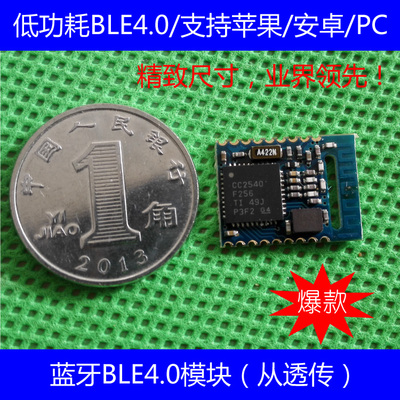 低功耗BLE4.0/支持苹果/安卓/PC
精致尺寸，业界领先！
中国人民银行
1角
YI JIAO
2013
A422N
CC2540
F256
TI 49J
P3F2
爆款
蓝牙BLE4.0模块（从透传）